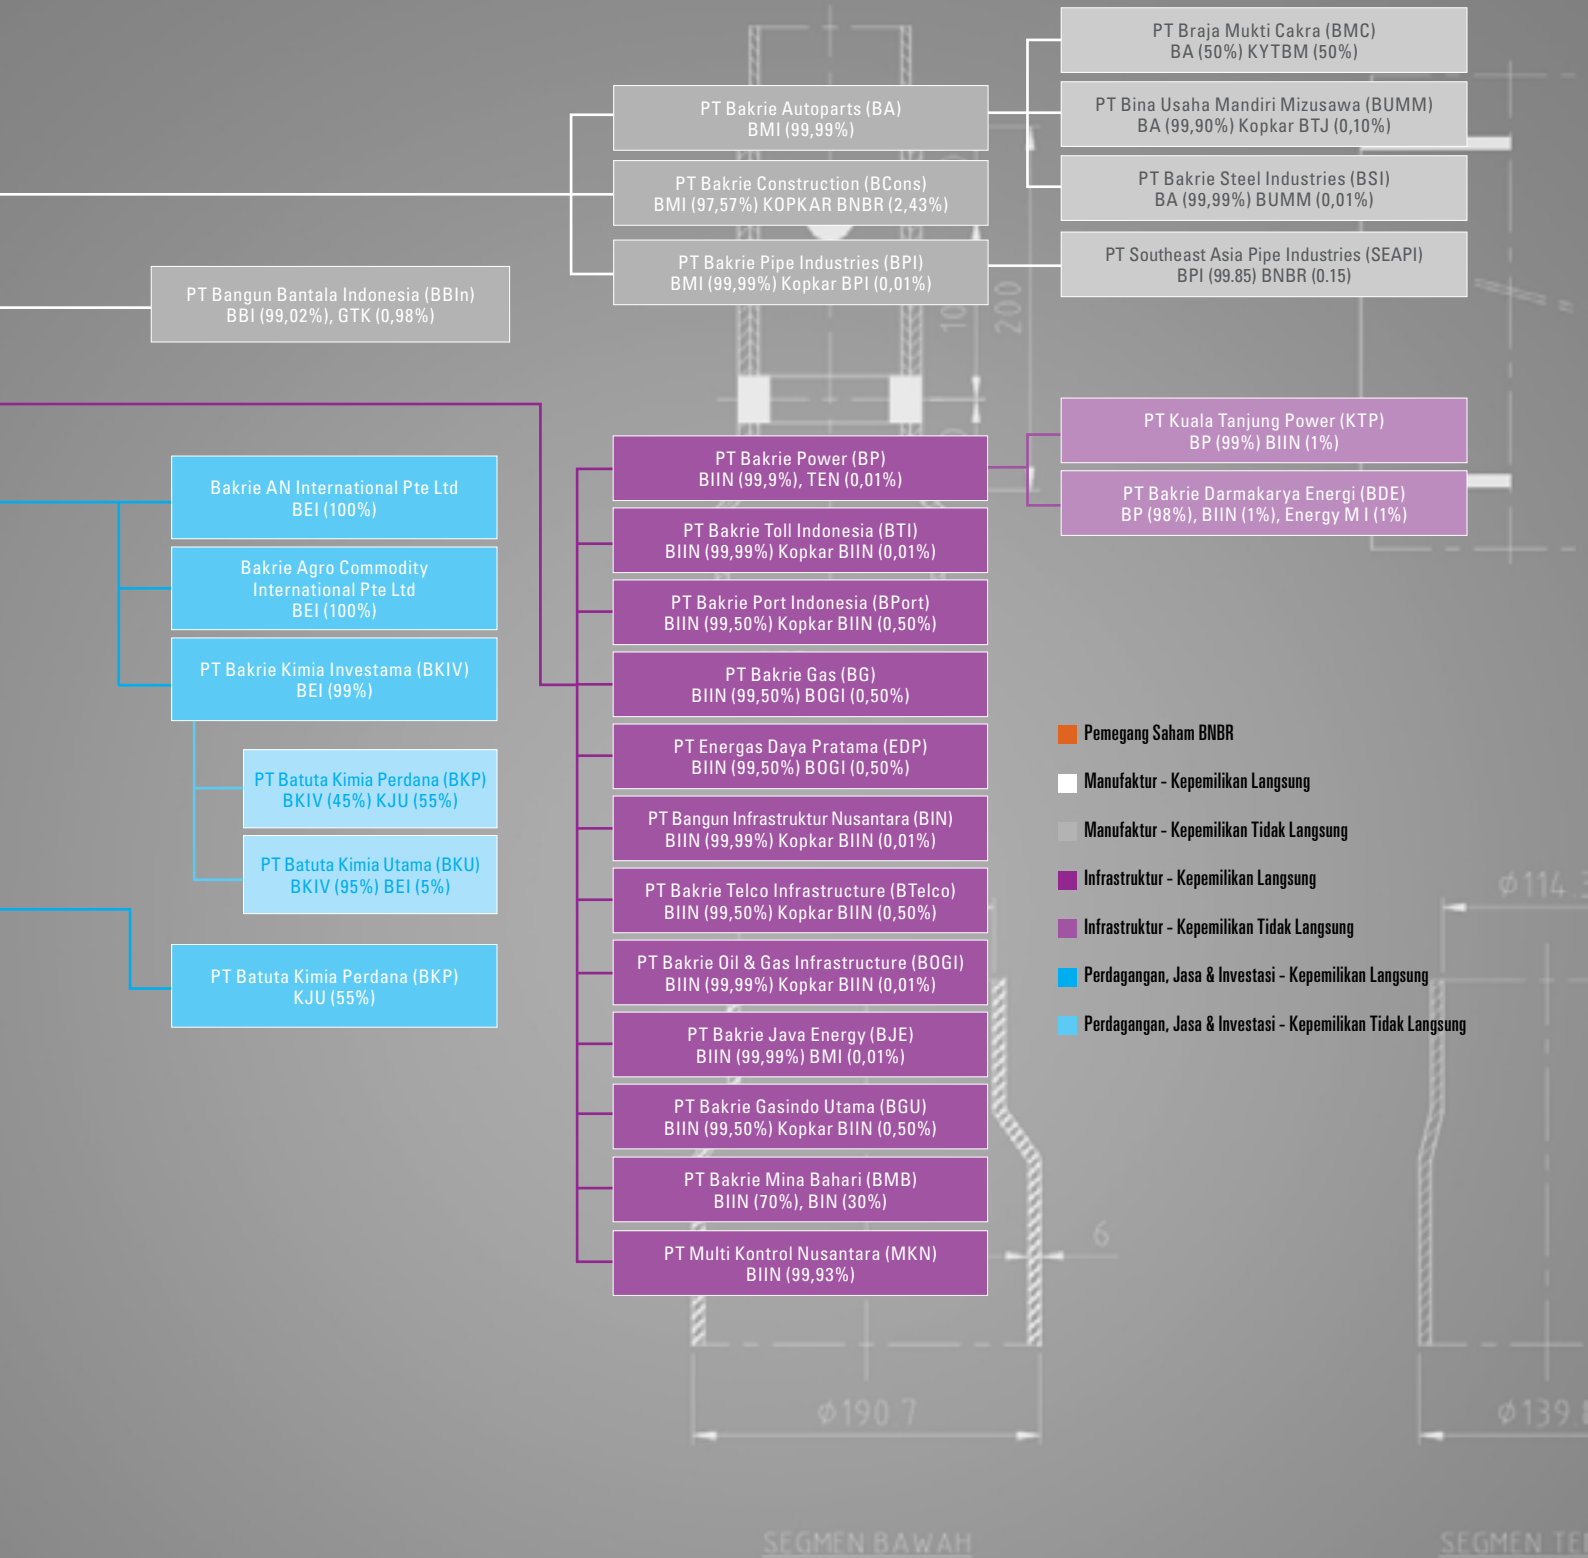 PT Braja Mukti Cakra (BMC)
BA (50%) KYTBM (50%)
PT Bakrie Autoparts (BA)
BMI (99,99%)
PT Bina Usaha Mandiri Mizusawa (BUMM)
BA (99,90%) Kopkar BTJ (0,10%)
PT Bakrie Construction (BCons)
BMI (97,57%) KOPKAR BNBR (2,43%)
PT Bakrie Steel Industries (BSI)
BA (99,99%) BUMM (0,01%)
PT Bakrie Pipe Industries (BPI)
BMI (99,99%) Kopkar BPI (0,01%)
PT Southeast Asia Pipe Industries (SEAPI)
BPI (99.85) BNBR (0.15)
PT Bangun Bantala Indonesia (BBIn)
BBI (99,02%), GTK (0,98%)
200
PT Kuala Tanjung Power (KTP)
BP (99%) BIIN (1%)
PT Bakrie Darmakarya Energi (BDE)
BP (98%), BIIN (1%), Energy M I (1%)
Bakrie AN International Pte Ltd
BEI (100%)
Bakrie Agro Commodity
International Pte Ltd
BEI (100%)
PT Bakrie Kimia Investama (BKIV)
BEI (99%)
PT Batuta Kimia Perdana (BKP)
BKIV (45%) KJU (55%)
PT Batuta Kimia Utama (BKU)
BKIV (95%) BEI (5%)
PT Batuta Kimia Perdana (BKP)
KJU (55%)
PT Bakrie Power (BP)
BIIN (99,9%), TEN (0,01%)
PT Bakrie Toll Indonesia (BTI)
BIIN (99,99%) Kopkar BIIN (0,01%)
PT Bakrie Port Indonesia (BPort)
BIIN (99,50%) Kopkar BIIN (0,50%)
PT Bakrie Gas (BG)
BIIN (99,50%) BOGI (0,50%)
PT Energas Daya Pratama (EDP)
BIIN (99,50%) BOGI (0,50%)
PT Bangun Infrastruktur Nusantara (BIN)
BIIN (99,99%) Kopkar BIIN (0,01%)
PT Bakrie Telco Infrastructure (BTelco)
BIIN (99,50%) Kopkar BIIN (0,50%)
PT Bakrie Oil & Gas Infrastructure (BOGI)
BIIN (99,99%) Kopkar BIIN (0,01%)
PT Bakrie Java Energy (BJE)
BIIN (99,99%) BMI (0,01%)
PT Bakrie Gasindo Utama (BGU)
BIIN (99,50%) Kopkar BIIN (0,50%)
PT Bakrie Mina Bahari (BMB)
BIIN (70%), BIN (30%)
PT Multi Kontrol Nusantara (MKN)
BIIN (99,93%)
Pemegang Saham BNBR
Manufaktur - Kepemilikan Langsung
Manufaktur - Kepemilikan Tidak Langsung
Infrastruktur - Kepemilikan Langsung
Infrastruktur - Kepemilikan Tidak Langsung
Perdagangan, Jasa & Investasi - Kepemilikan Langsung
Perdagangan, Jasa & Investasi - Kepemilikan Tidak Langsung
6
ø190.7
SEGMEN BAWAH